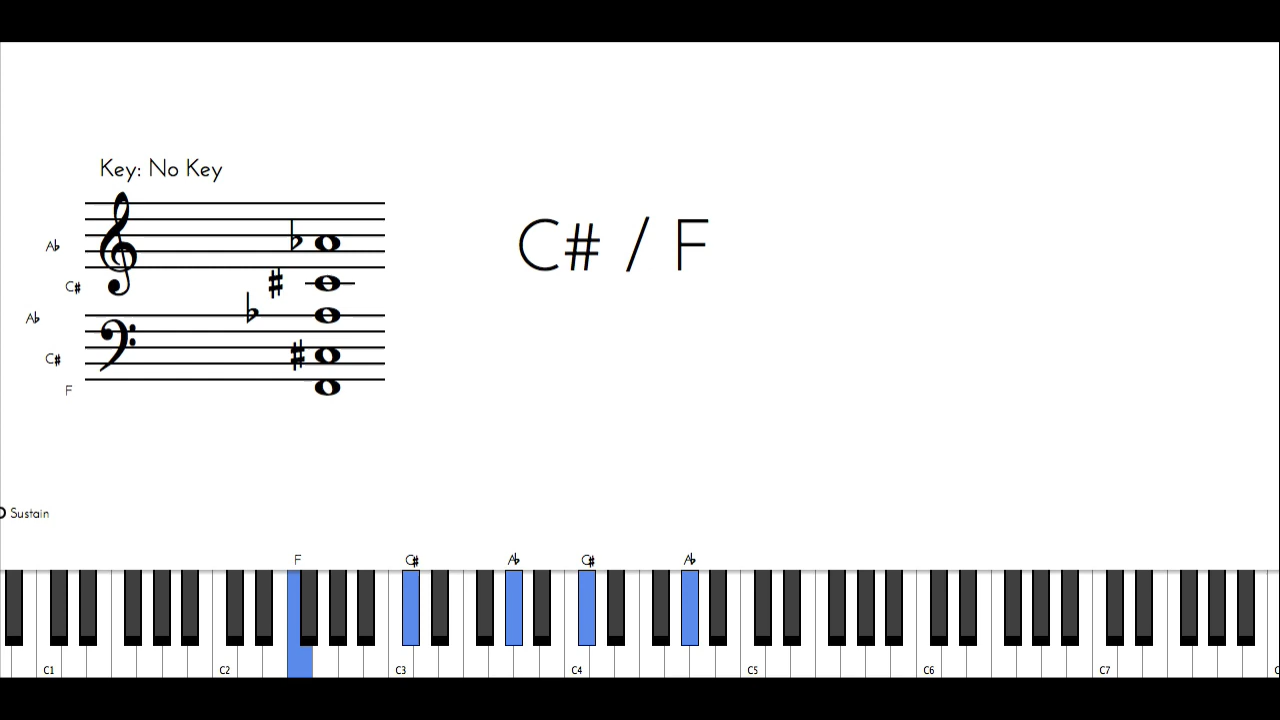 Key: No Key
C# / F
Ab
C#
Ab
C#
F
Sustain
F C# Ab C# Ab
C1 C2 C3 C4 C5 C6 C7